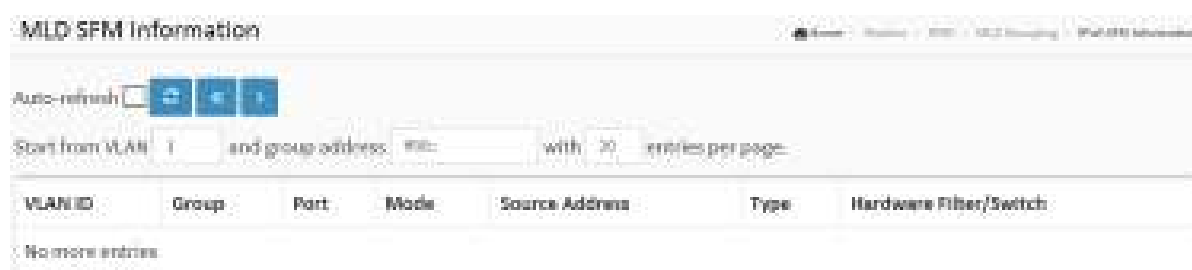 MLD SFM Information
Home
Auto-refresh
Start from VLAN 1 and group address with 20 entries per page.
VLAN ID Group Port Mode Source Address Type Hardware Filter/Switch
No more entries